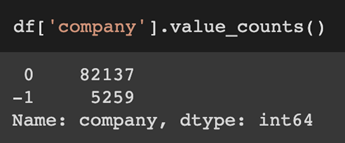 df['company'].value_counts()
0 82137
-1 5259
Name: company, dtype: int64